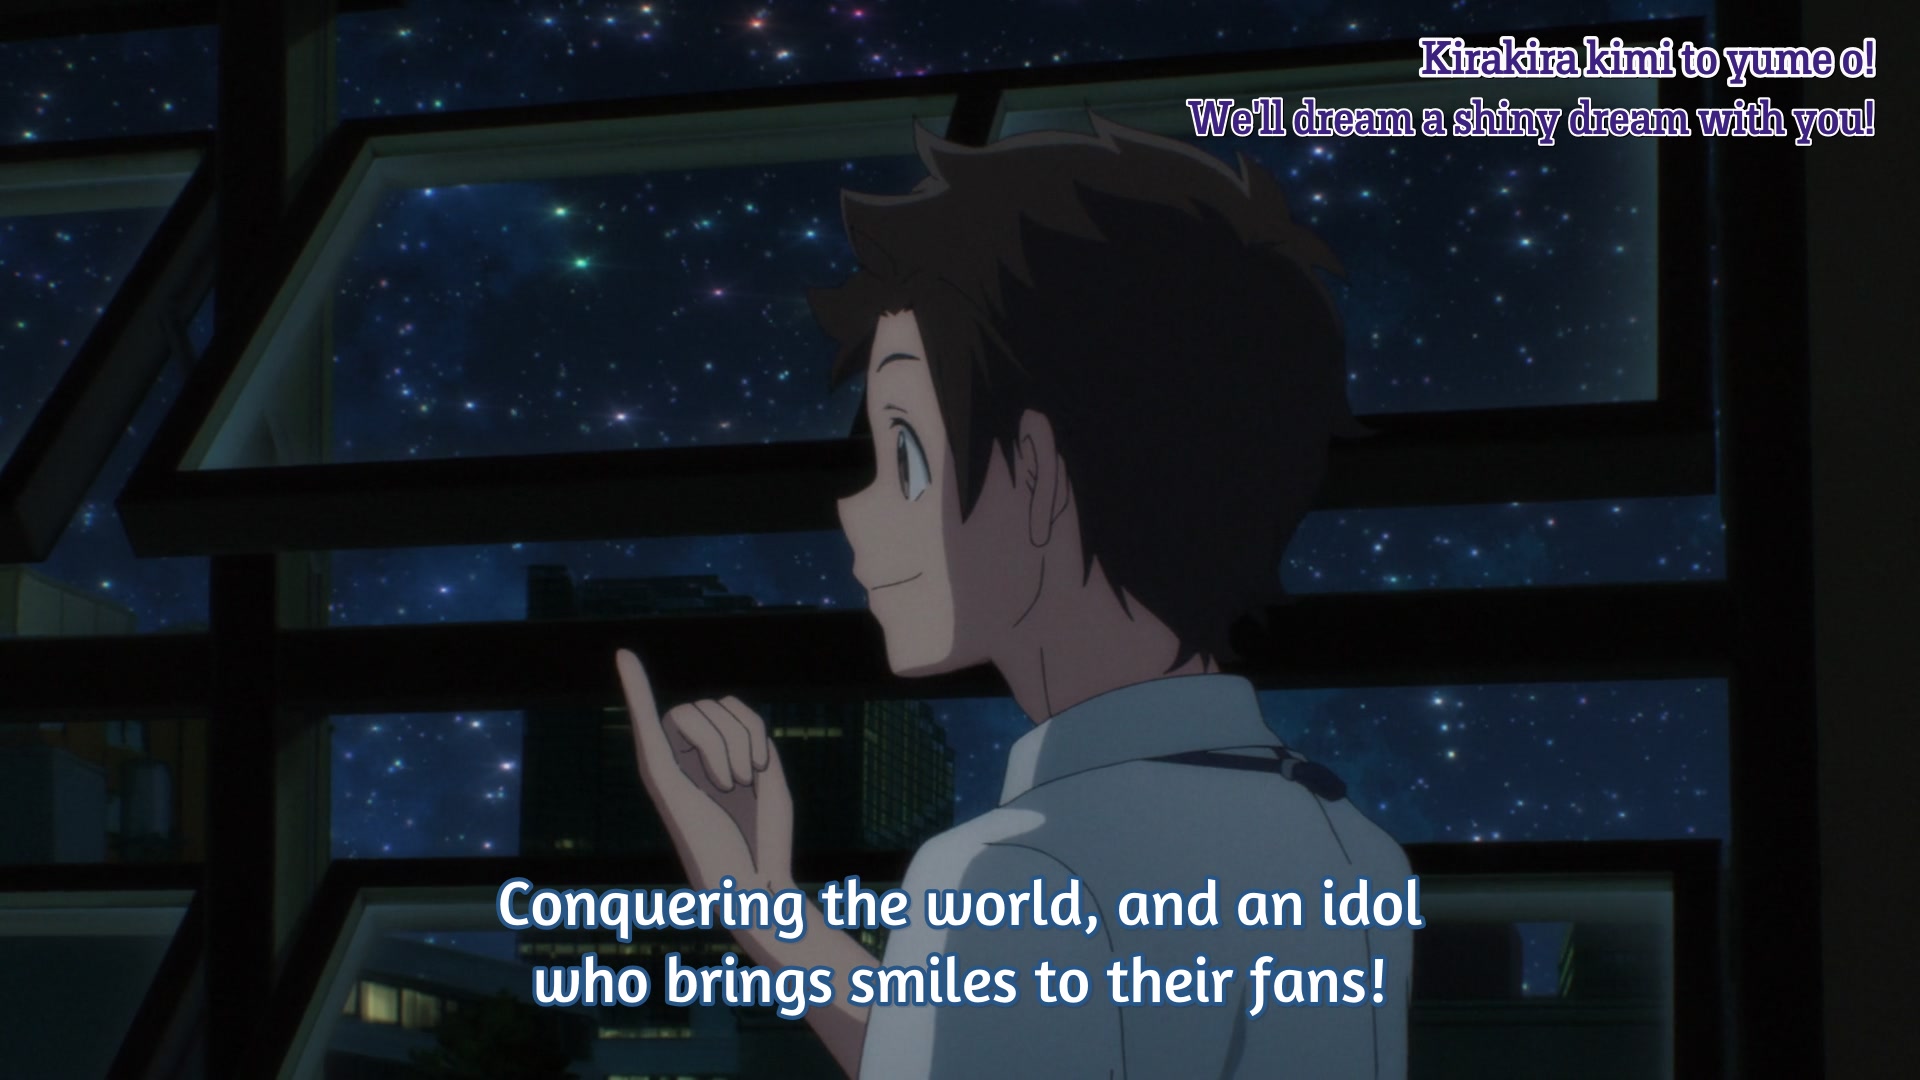 Kirakira kimi to yume o!
We'll dream a shiny dream with you!
Conquering the world, and an idol
who brings smiles to their fans!